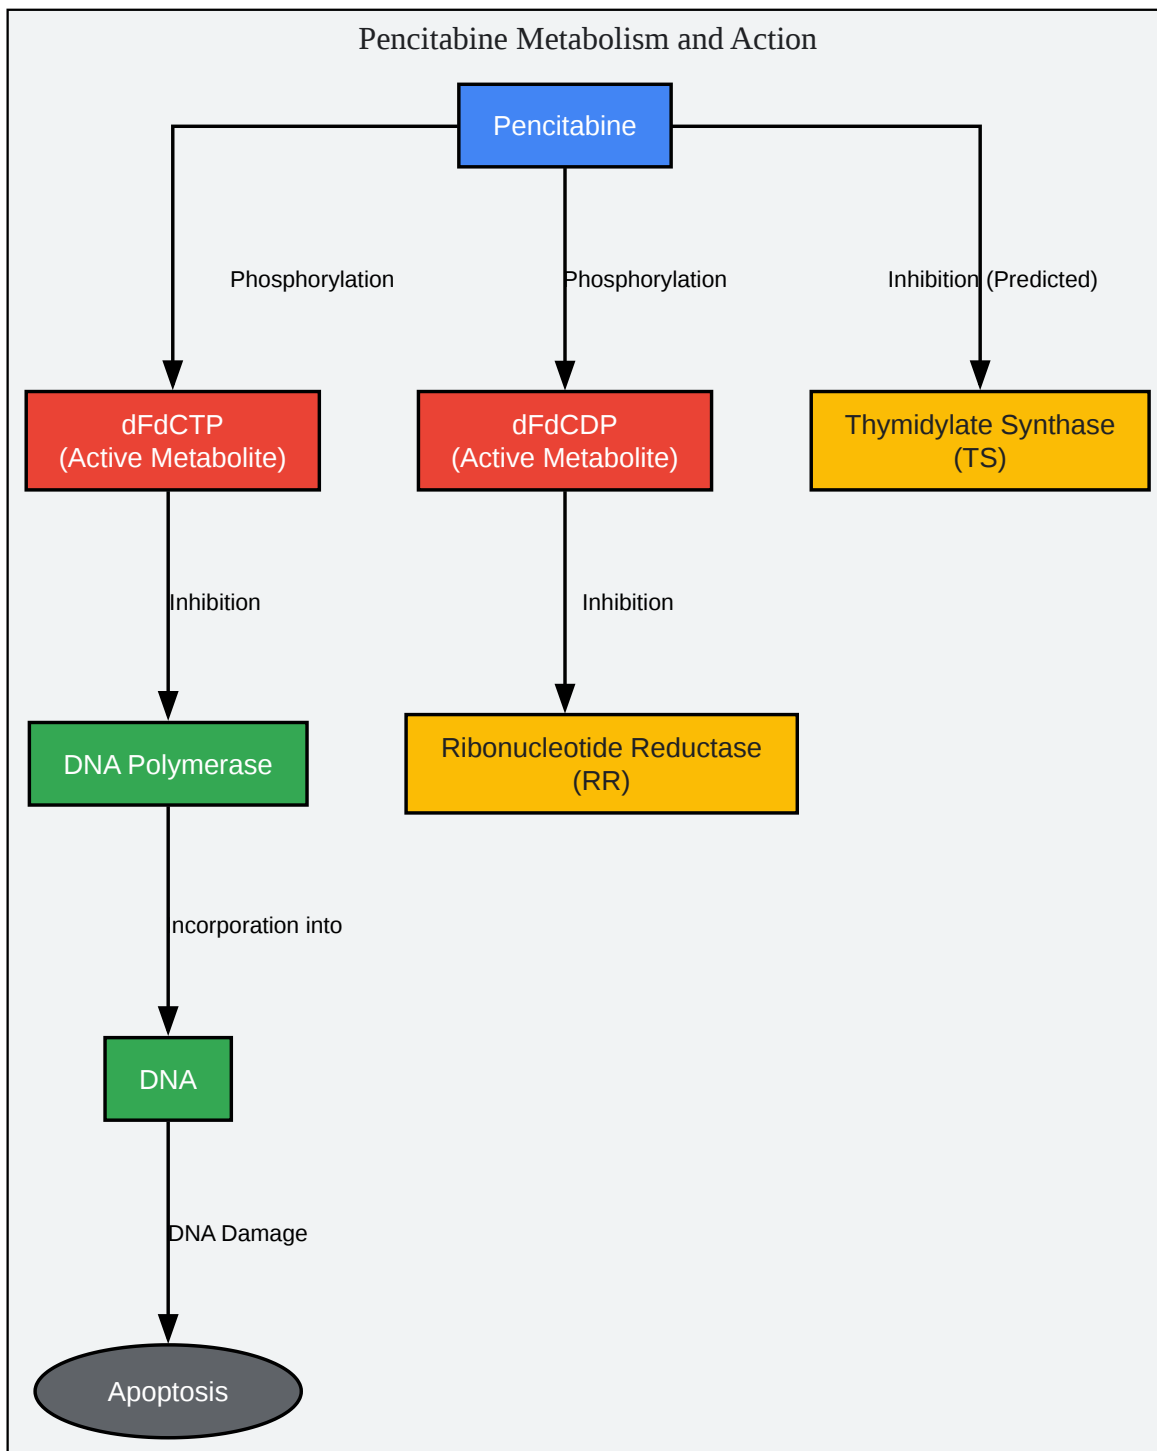 Pencitabine Metabolism and Action
Pencitabine
Phosphorylation
Phosphorylation
Inhibition (Predicted)
dFdCTP
(Active Metabolite)
dFdCDP
(Active Metabolite)
Thymidylate Synthase
(TS)
Inhibition
Inhibition
DNA Polymerase
Ribonucleotide Reductase
(RR)
Incorporation into
DNA
DNA Damage
Apoptosis